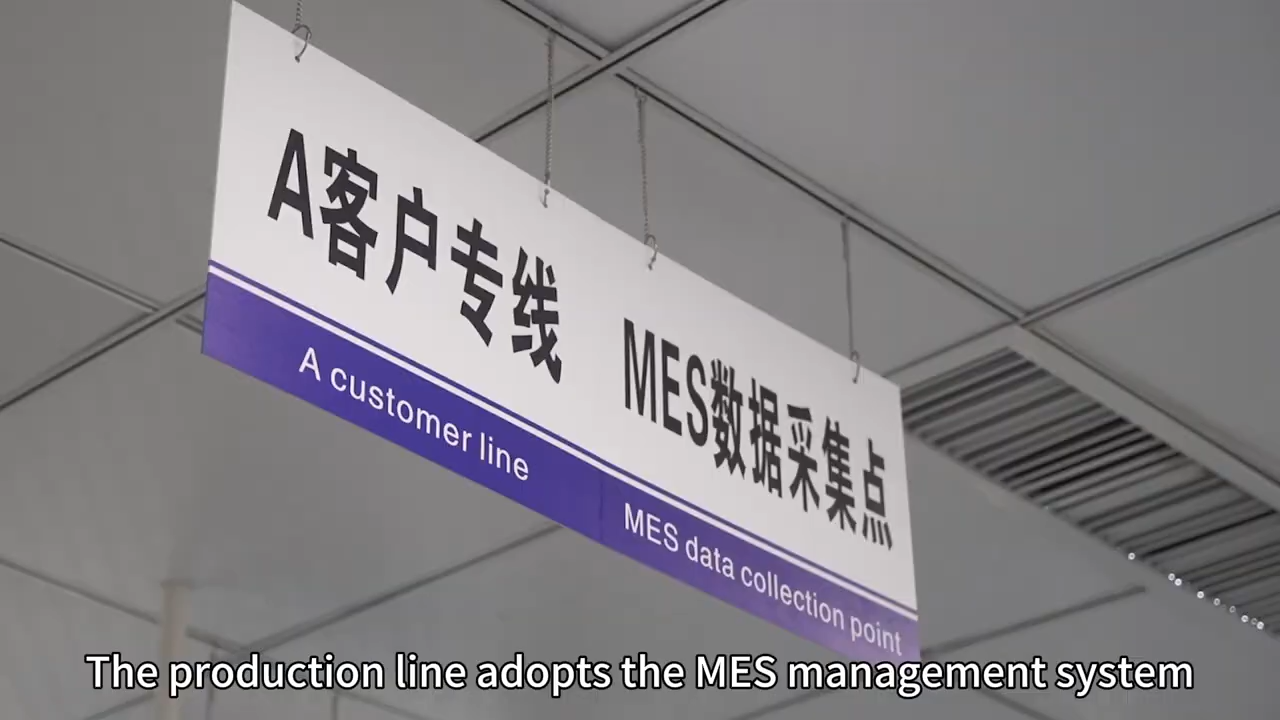 A客户专线 MES数据采集点
A customer line MES data collection point
The production line adopts the MES management system